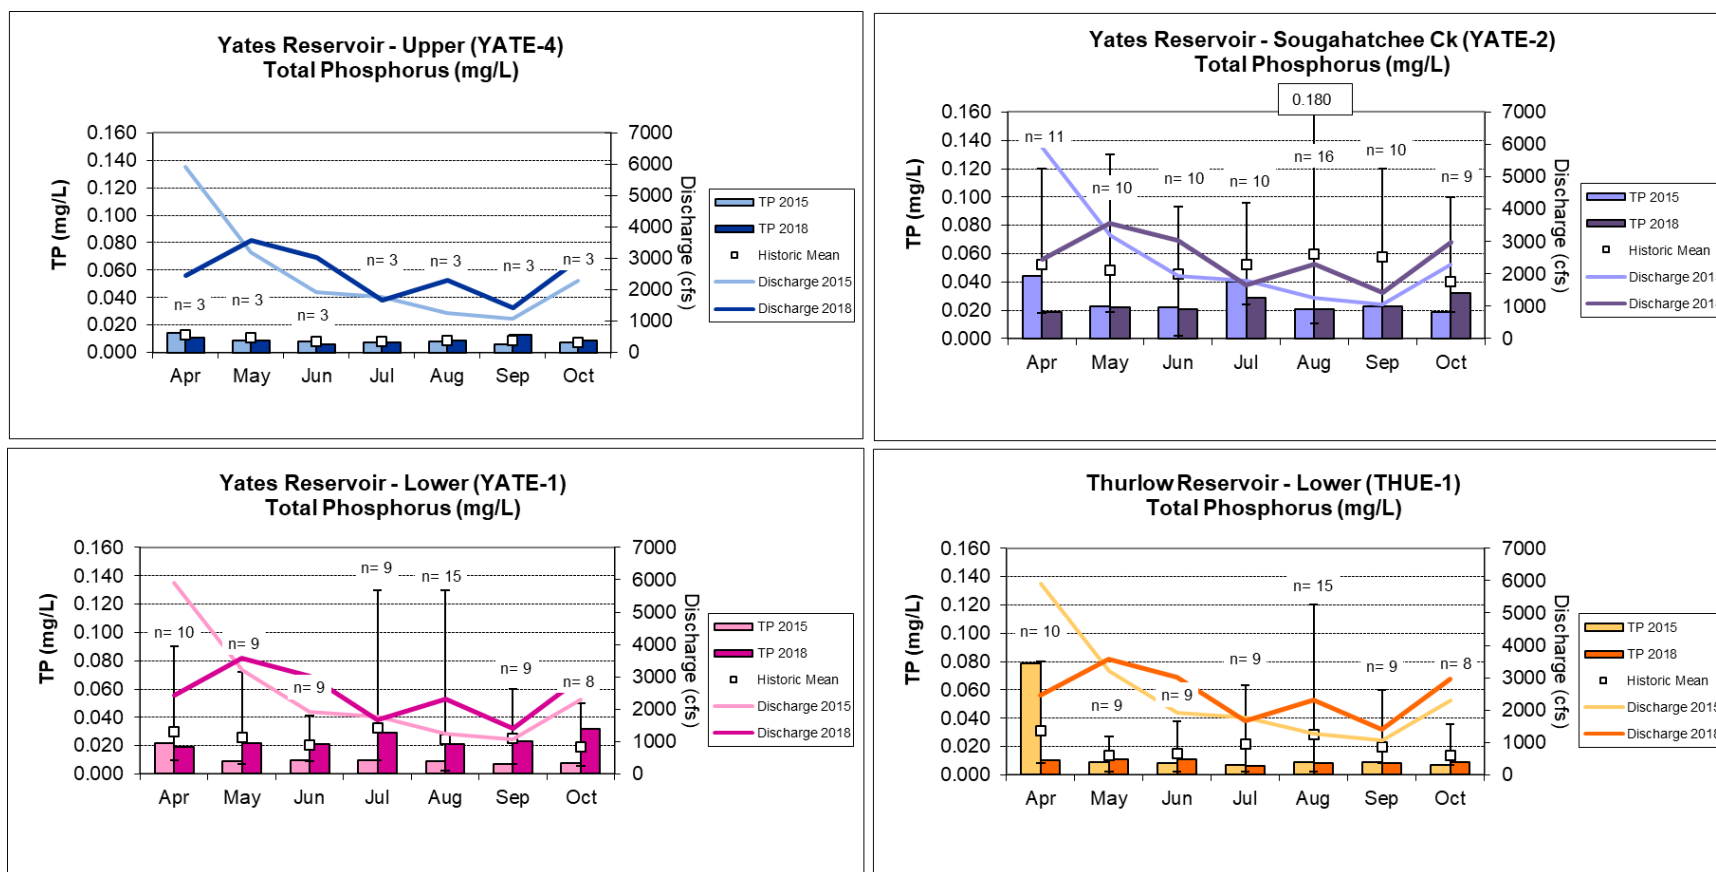 Yates Reservoir - Upper (YATE-4)
Total Phosphorus (mg/L)
0.160
0.140
0.120
0.100
0.080
0.060
0.040
0.020
0.000
TP (mg/L)
n= 3
n= 3
n= 3
n= 3
n= 3
n= 3
n= 3
7000
6000
5000
4000
3000
2000
1000
0
Discharge (cfs)
Apr May Jun Jul Aug Sep Oct
TP 2015
TP 2018
Historic Mean
Discharge 2015
Discharge 2018
Yates Reservoir - Sougahatchee Ck (YATE-2)
Total Phosphorus (mg/L)
0.180
0.160
0.140
0.120
0.100
0.080
0.060
0.040
0.020
0.000
TP (mg/L)
n= 11
n= 10
n= 10
n= 10
n= 16
n= 10
n= 9
7000
6000
5000
4000
3000
2000
1000
0
Discharge (cfs)
Apr May Jun Jul Aug Sep Oct
TP 2015
TP 2018
Historic Mean
Discharge 2015
Discharge 2018
Yates Reservoir - Lower (YATE-1)
Total Phosphorus (mg/L)
0.160
0.140
0.120
0.100
0.080
0.060
0.040
0.020
0.000
TP (mg/L)
n= 10
n= 9
n= 9
n= 9
n= 15
n= 9
n= 8
7000
6000
5000
4000
3000
2000
1000
0
Discharge (cfs)
Apr May Jun Jul Aug Sep Oct
TP 2015
TP 2018
Historic Mean
Discharge 2015
Discharge 2018
Thurlow Reservoir - Lower (THUE-1)
Total Phosphorus (mg/L)
0.160
0.140
0.120
0.100
0.080
0.060
0.040
0.020
0.000
TP (mg/L)
n= 10
n= 9
n= 9
n= 9
n= 15
n= 9
n= 8
7000
6000
5000
4000
3000
2000
1000
0
Discharge (cfs)
Apr May Jun Jul Aug Sep Oct
TP 2015
TP 2018
Historic Mean
Discharge 2015
Discharge 2018